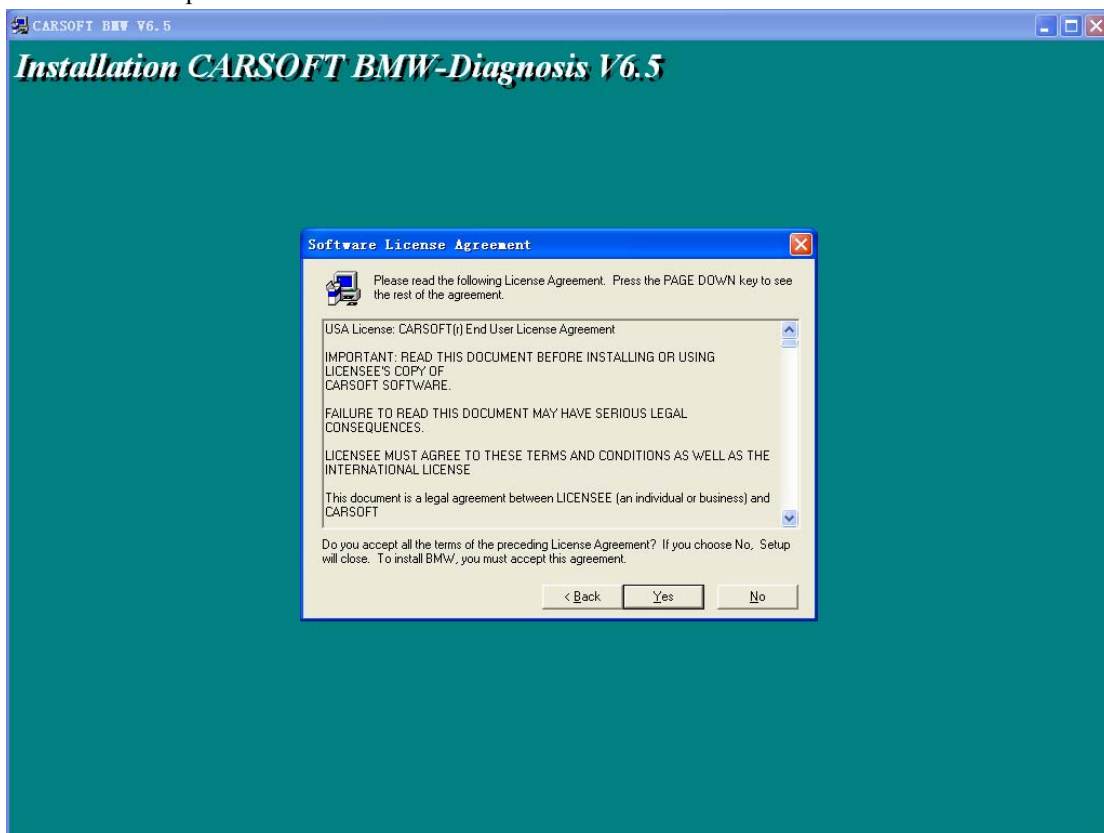 CARSOFT BMW V6.5
Installation CARSOFT BMW-Diagnosis V6.5
Software License Agreement
Please read the following License Agreement. Press the PAGE DOWN key to see
the rest of the agreement.
USA License: CARSOFT(r) End User License Agreement
IMPORTANT: READ THIS DOCUMENT BEFORE INSTALLING OR USING
LICENSEE'S COPY OF
CARSOFT SOFTWARE.
FAILURE TO READ THIS DOCUMENT MAY HAVE SERIOUS LEGAL
CONSEQUENCES.
LICENSEE MUST AGREE TO THESE TERMS AND CONDITIONS AS WELL AS THE
INTERNATIONAL LICENSE
This document is a legal agreement between LICENSEE (an individual or business) and
CARSOFT
Do you accept all the terms of the preceding License Agreement? If you choose No, Setup
will close. To install BMW, you must accept this agreement.
< Back
Yes
No